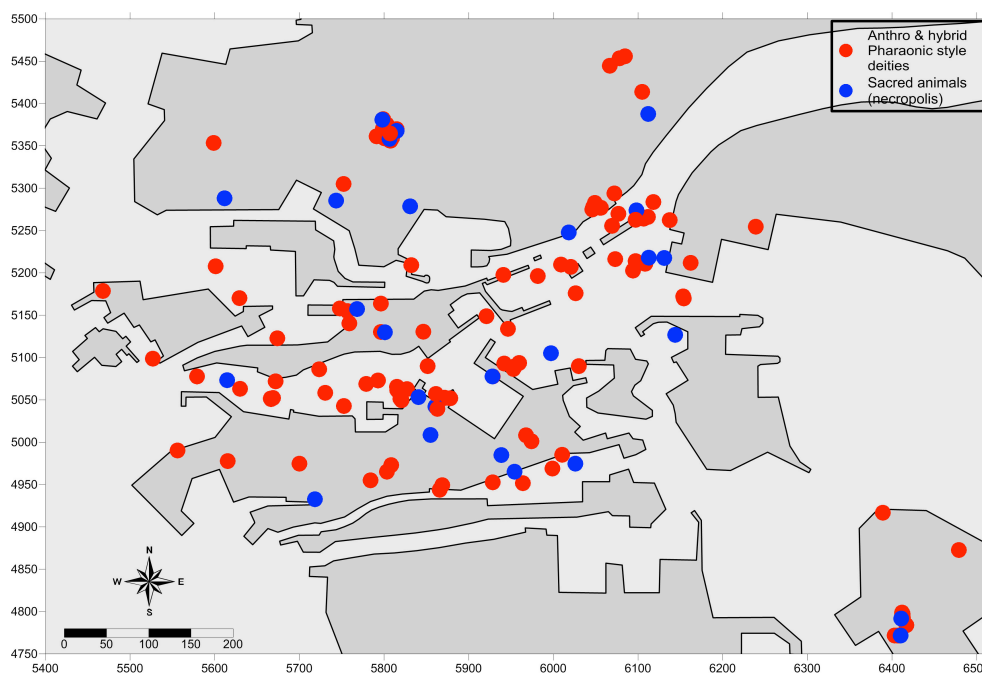 5500
5450
5400
5350
5300
5250
5200
5150
5100
5050
5000
4950
4900
4850
4800
4750
Anthro & hybrid
Pharaonic style
deities
Sacred animals
(necropolis)
N
W E
S
0 50 100 150 200
5400 5500 5600 5700 5800 5900 6000 6100 6200 6300 6400 650